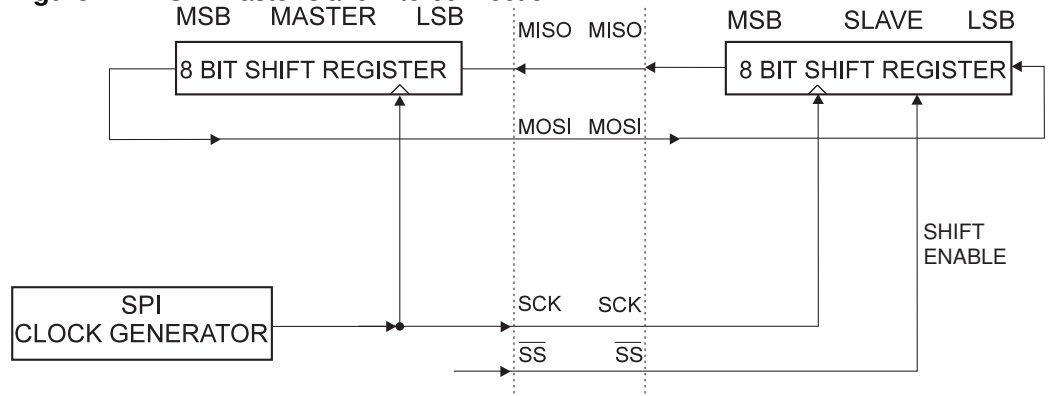 MSB MASTER LSB
MISO MISO
MSB SLAVE LSB
8 BIT SHIFT REGISTER
8 BIT SHIFT REGISTER
MOSI MOSI
SHIFT
ENABLE
SPI
CLOCK GENERATOR
SCK SCK
SS SS